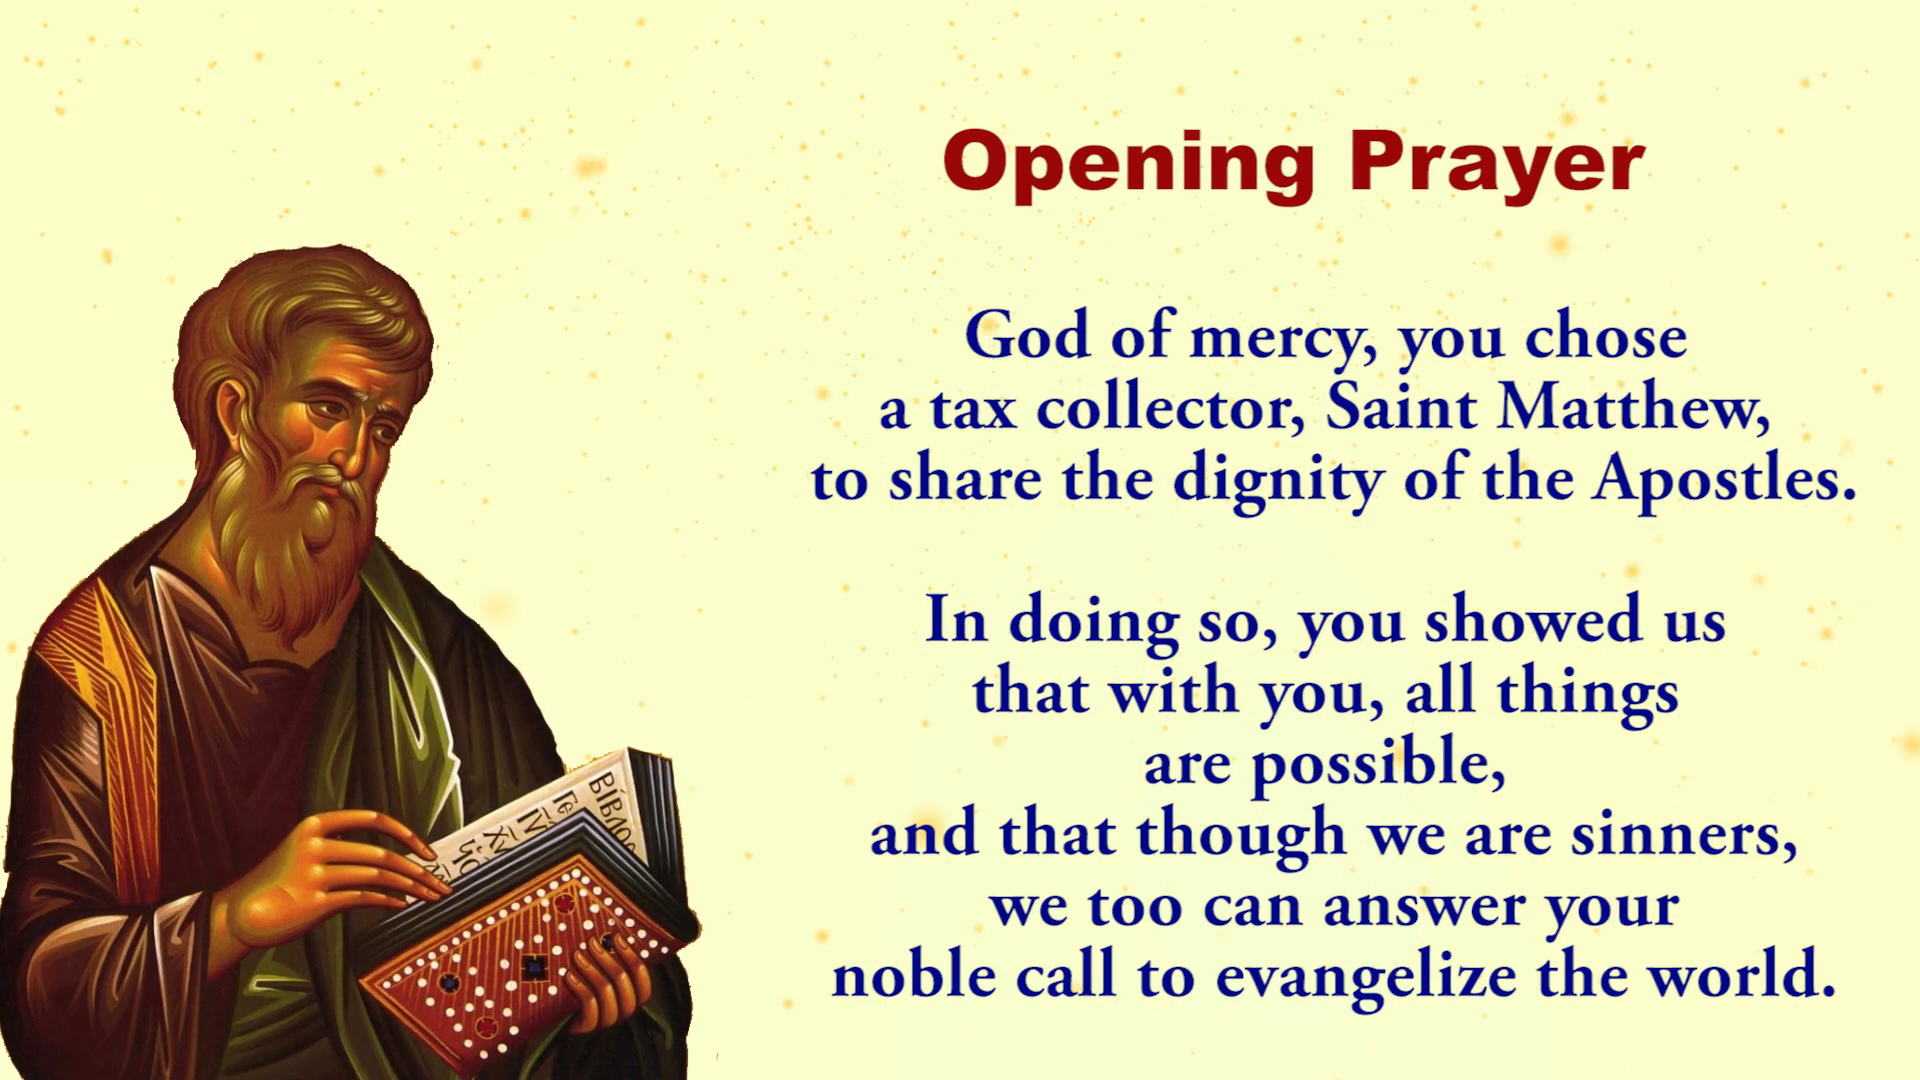 Opening Prayer
God of mercy, you chose
a tax collector, Saint Matthew,
to share the dignity of the Apostles.
In doing so, you showed us
that with you, all things
are possible,
and that though we are sinners,
we too can answer your
noble call to evangelize the world.